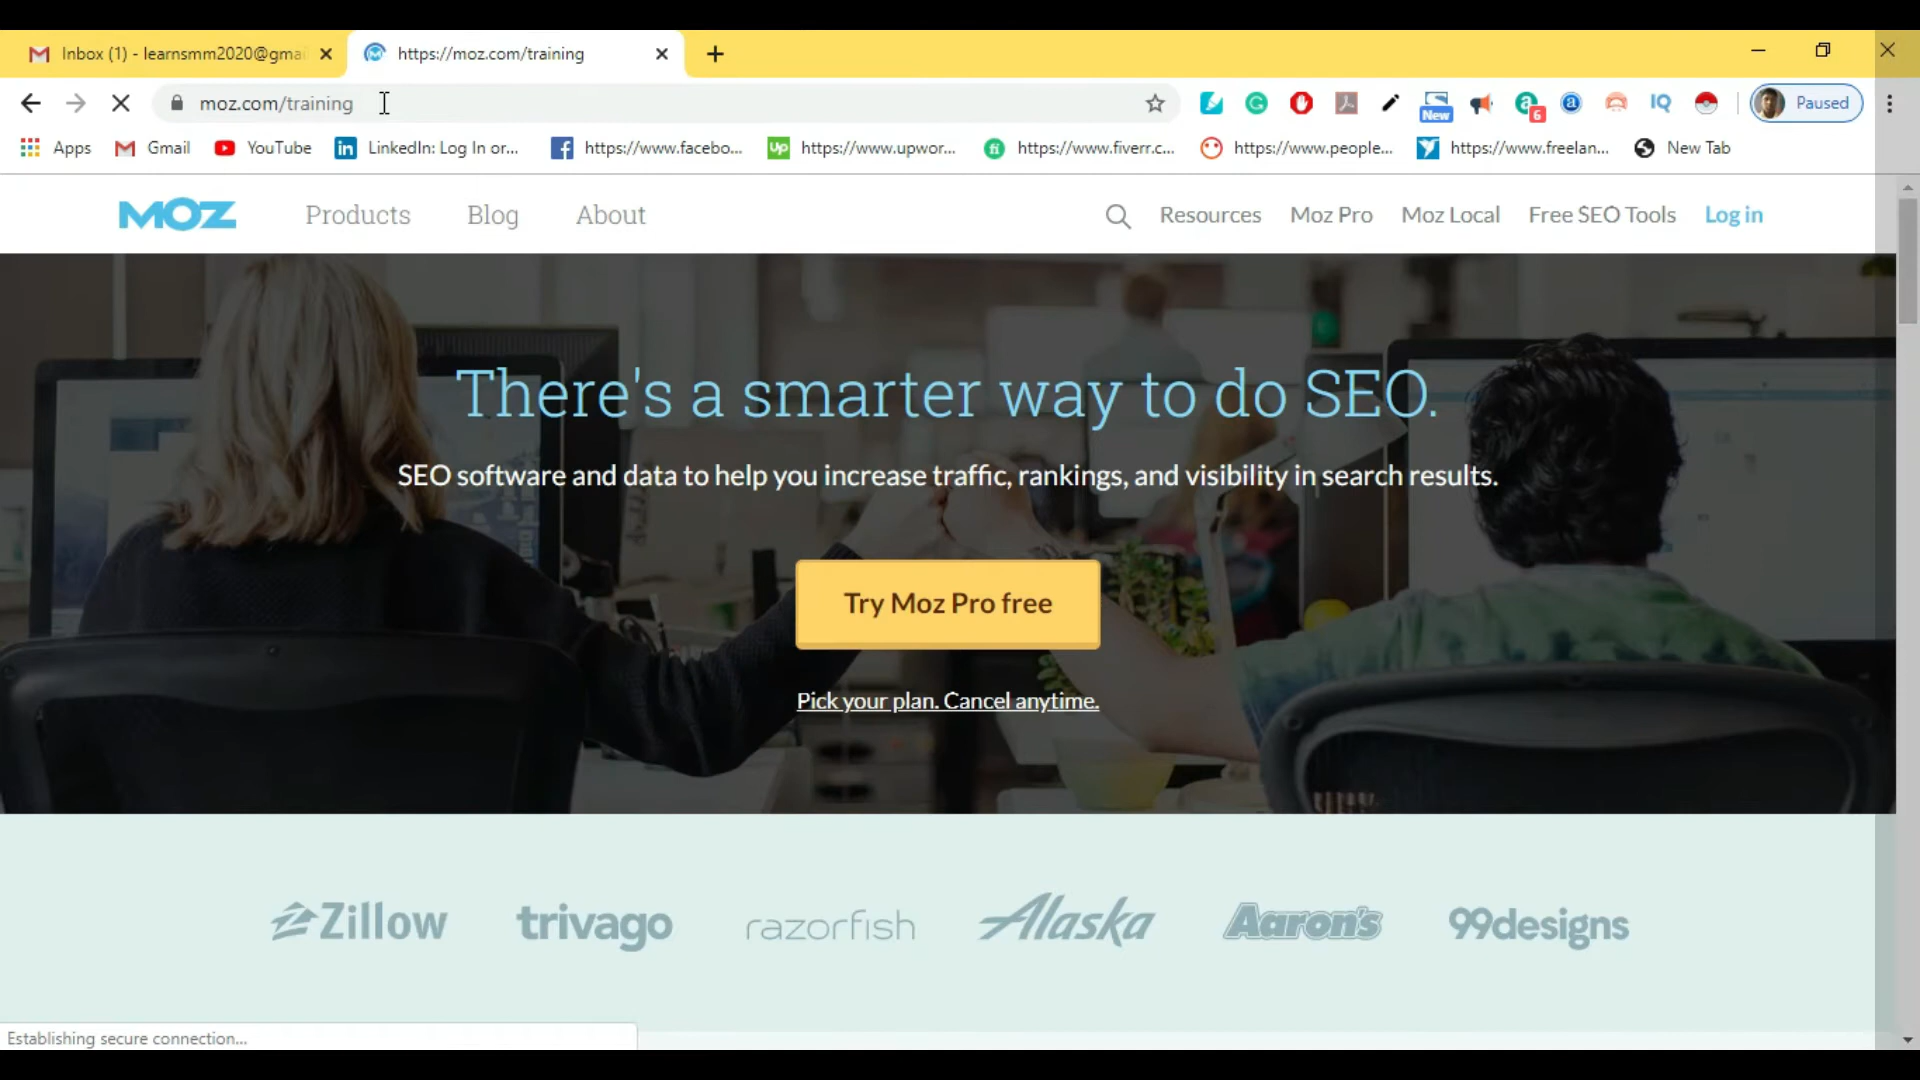 Inbox (1) - learnsmm2020@gmai
https://moz.com/training
moz.com/training
New
6
Paused
Apps
Gmail
YouTube
LinkedIn: Log In or...
https://www.facebo...
https://www.upwor...
https://www.fiverr.c...
https://www.people...
https://www.freelan...
New Tab
MOZ
Products
Blog
About
Resources
Moz Pro
Moz Local
Free SEO Tools
Log in
There's a smarter way to do SEO.
SEO software and data to help you increase traffic, rankings, and visibility in search results.
Try Moz Pro free
Pick your plan. Cancel anytime.
Zillow
trivago
razorfish
Alaska
Aaron's
99designs
Establishing secure connection...